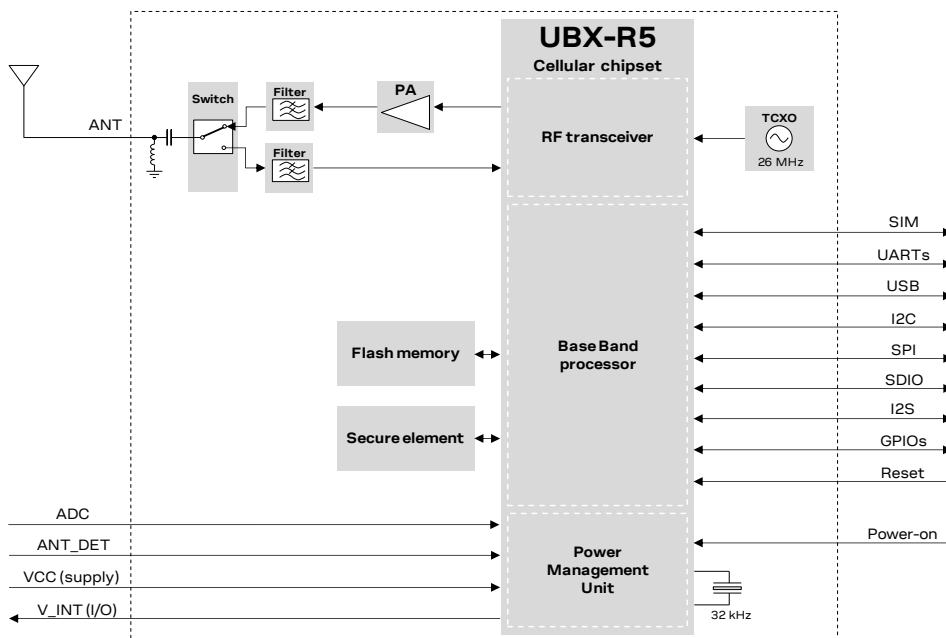 UBX-R5
Cellular chipset
Switch
Filter
PA
ANT
RF transceiver
TCXO
26 MHz
Filter
SIM
UARTs
USB
I2C
SPI
SDIO
I2S
GPIOs
Reset
Flash memory
Base Band
processor
Secure element
ADC
ANT_DET
VCC (supply)
V_INT (I/O)
Power
Management
Unit
Power-on
32 kHz